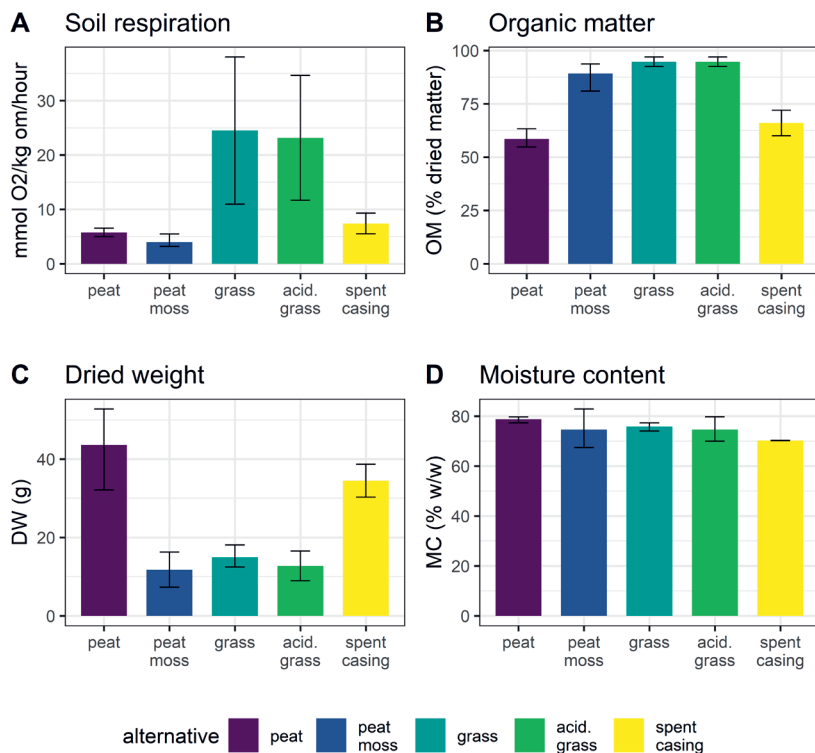 A Soil respiration
mmol O2/kg om/hour
30
20
10
0
peat
peat
moss
grass
acid.
grass
spent
casing
B Organic matter
OM (% dried matter)
100
75
50
25
0
peat
peat
moss
grass
acid.
grass
spent
casing
C Dried weight
DW (g)
40
20
0
peat
peat
moss
grass
acid.
grass
spent
casing
D Moisture content
MC (% w/w)
80
60
40
20
0
peat
peat
moss
grass
acid.
grass
spent
casing
alternative
peat
peat
moss
grass
acid.
grass
spent
casing